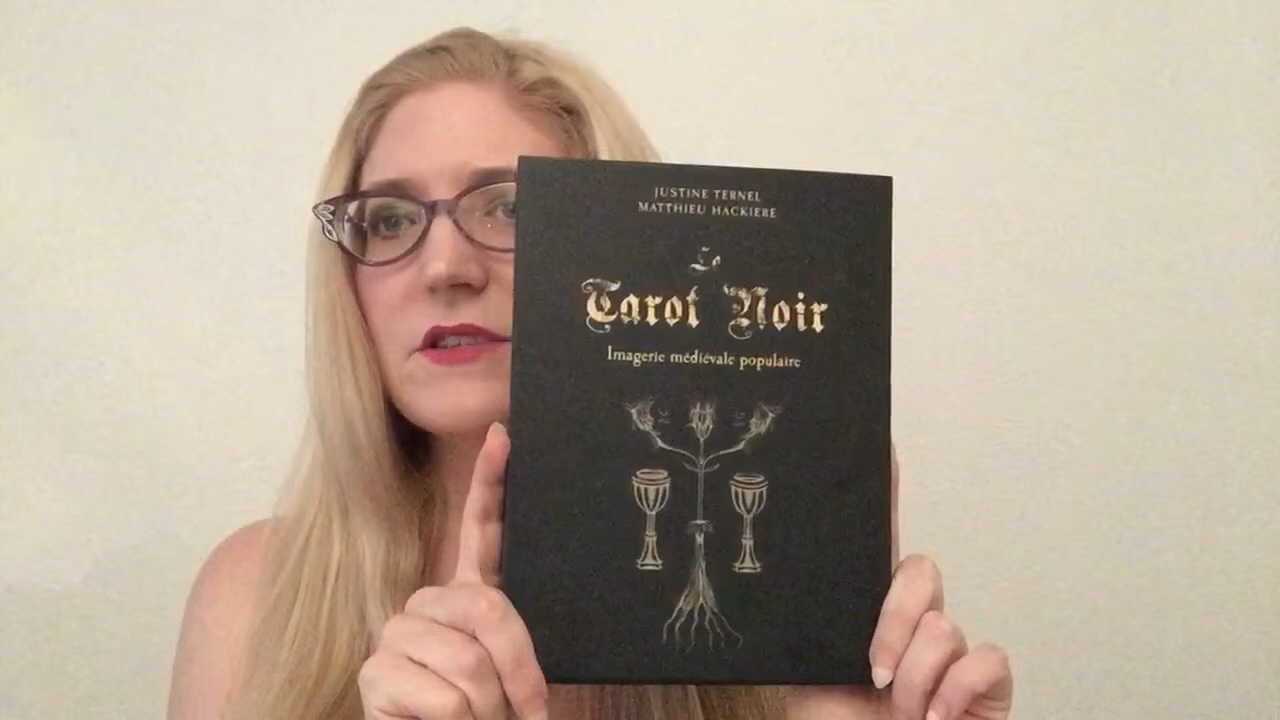 JUSTINE TERNEL
MATTHIEU HACKIERE
Le
Tarot Noir
Imagerie médiévale populaire